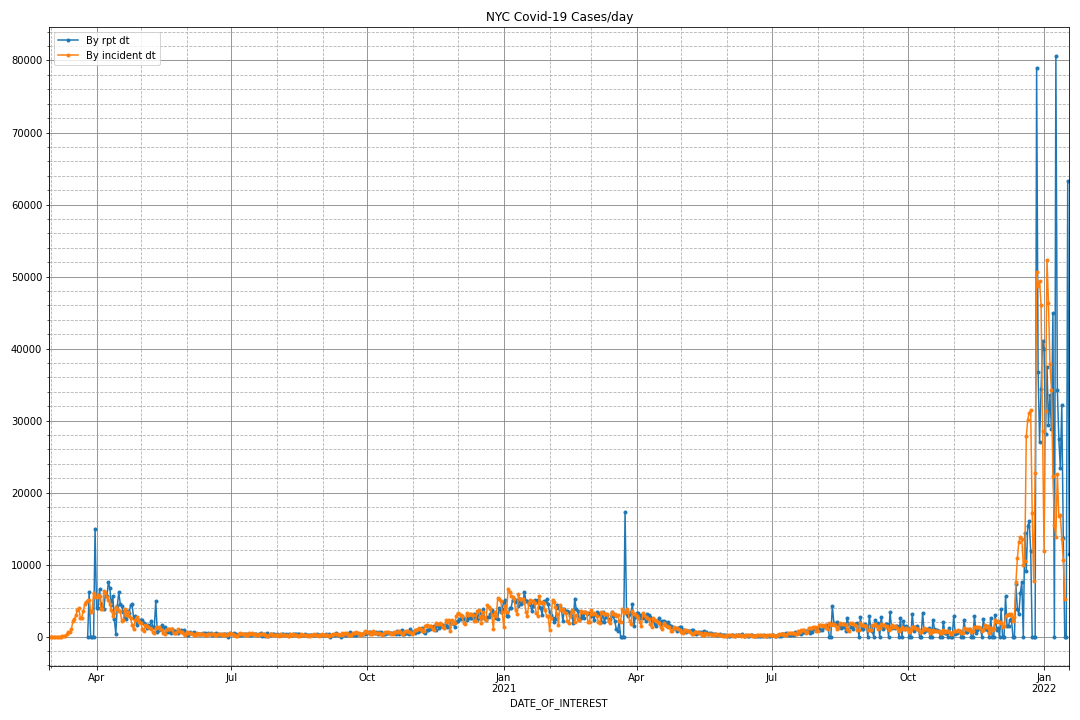 NYC Covid-19 Cases/day
By rpt dt
By incident dt
80000
70000
60000
50000
40000
30000
20000
10000
0
Apr
Jul
Oct
Jan
2021
Apr
Jul
Oct
Jan
2022
DATE_OF_INTEREST